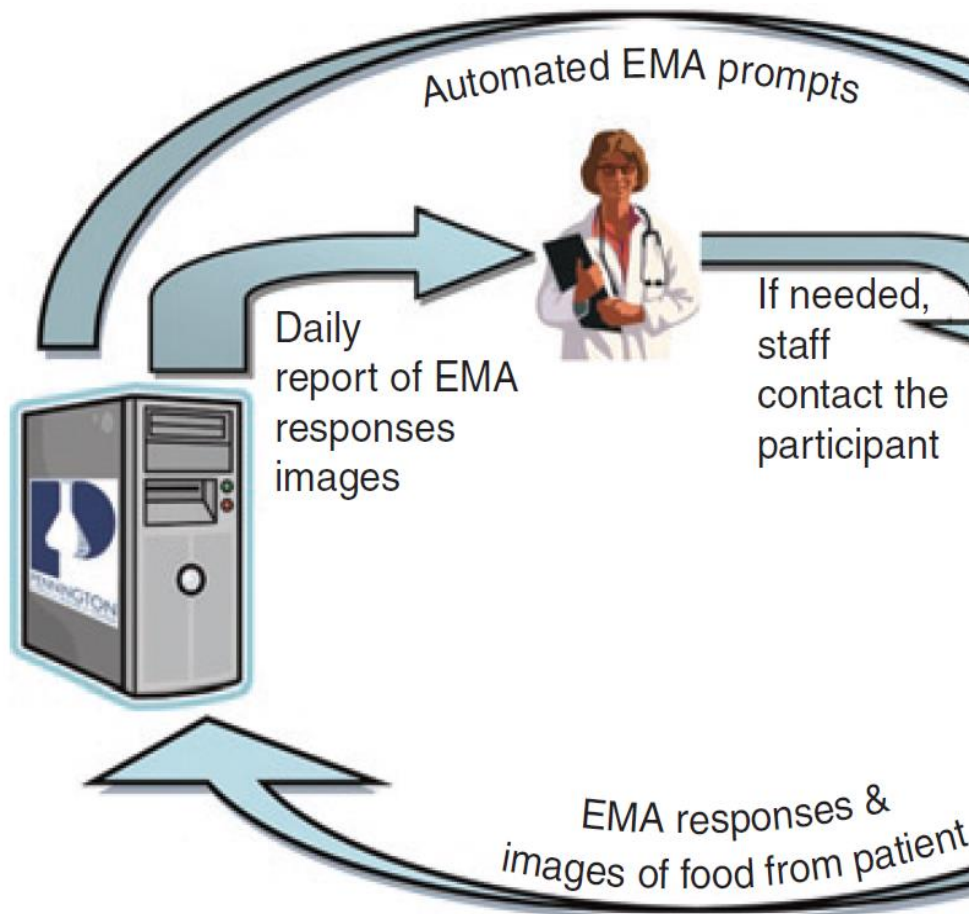 Automated EMA prompts
Daily
report of EMA
responses
images
If needed,
staff
contact the
participant
PENNINGTON
EMA responses &
images of food from patient